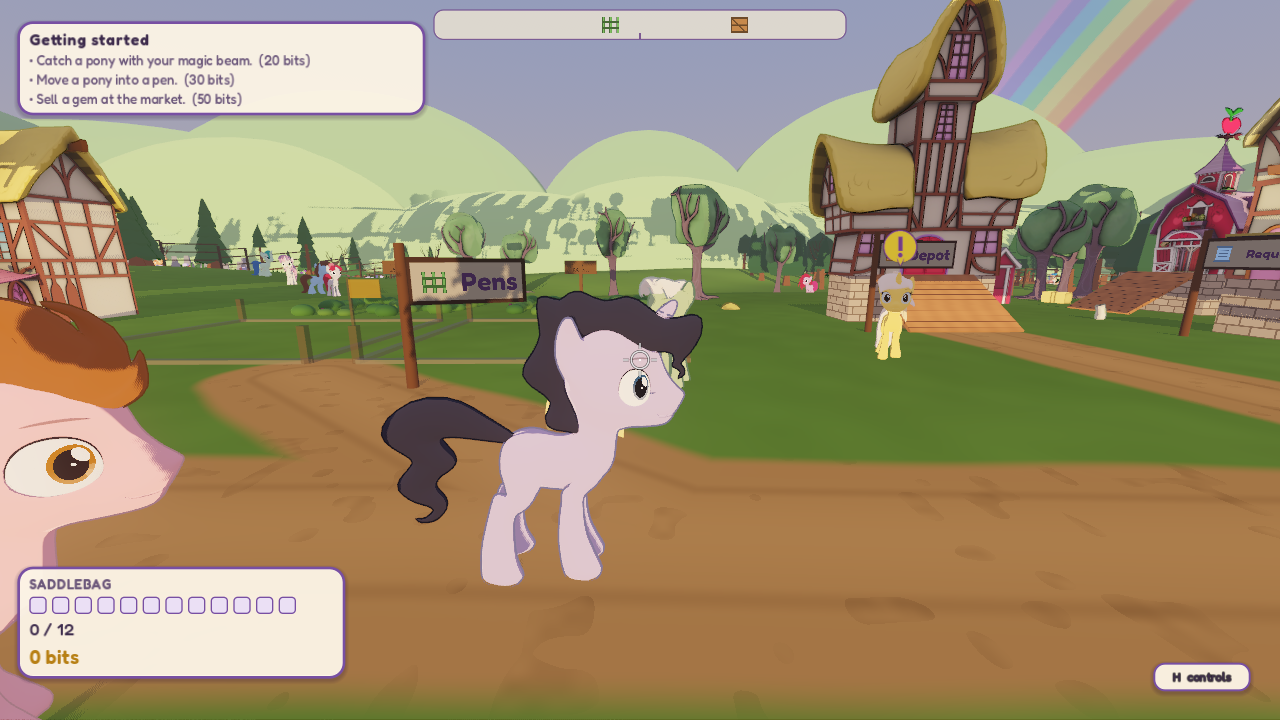 Getting started
• Catch a pony with your magic beam. (20 bits)
• Move a pony into a pen. (30 bits)
• Sell a gem at the market. (50 bits)
Pens
!
Depot
Requ
SADDLEBAG
0 / 12
0 bits
H controls